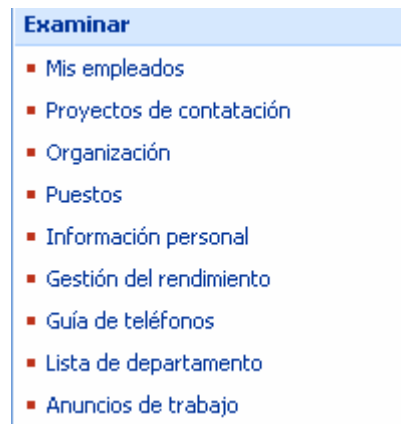 Examinar
Mis empleados
Proyectos de contatación
Organización
Puestos
Información personal
Gestión del rendimiento
Guía de teléfonos
Lista de departamento
Anuncios de trabajo